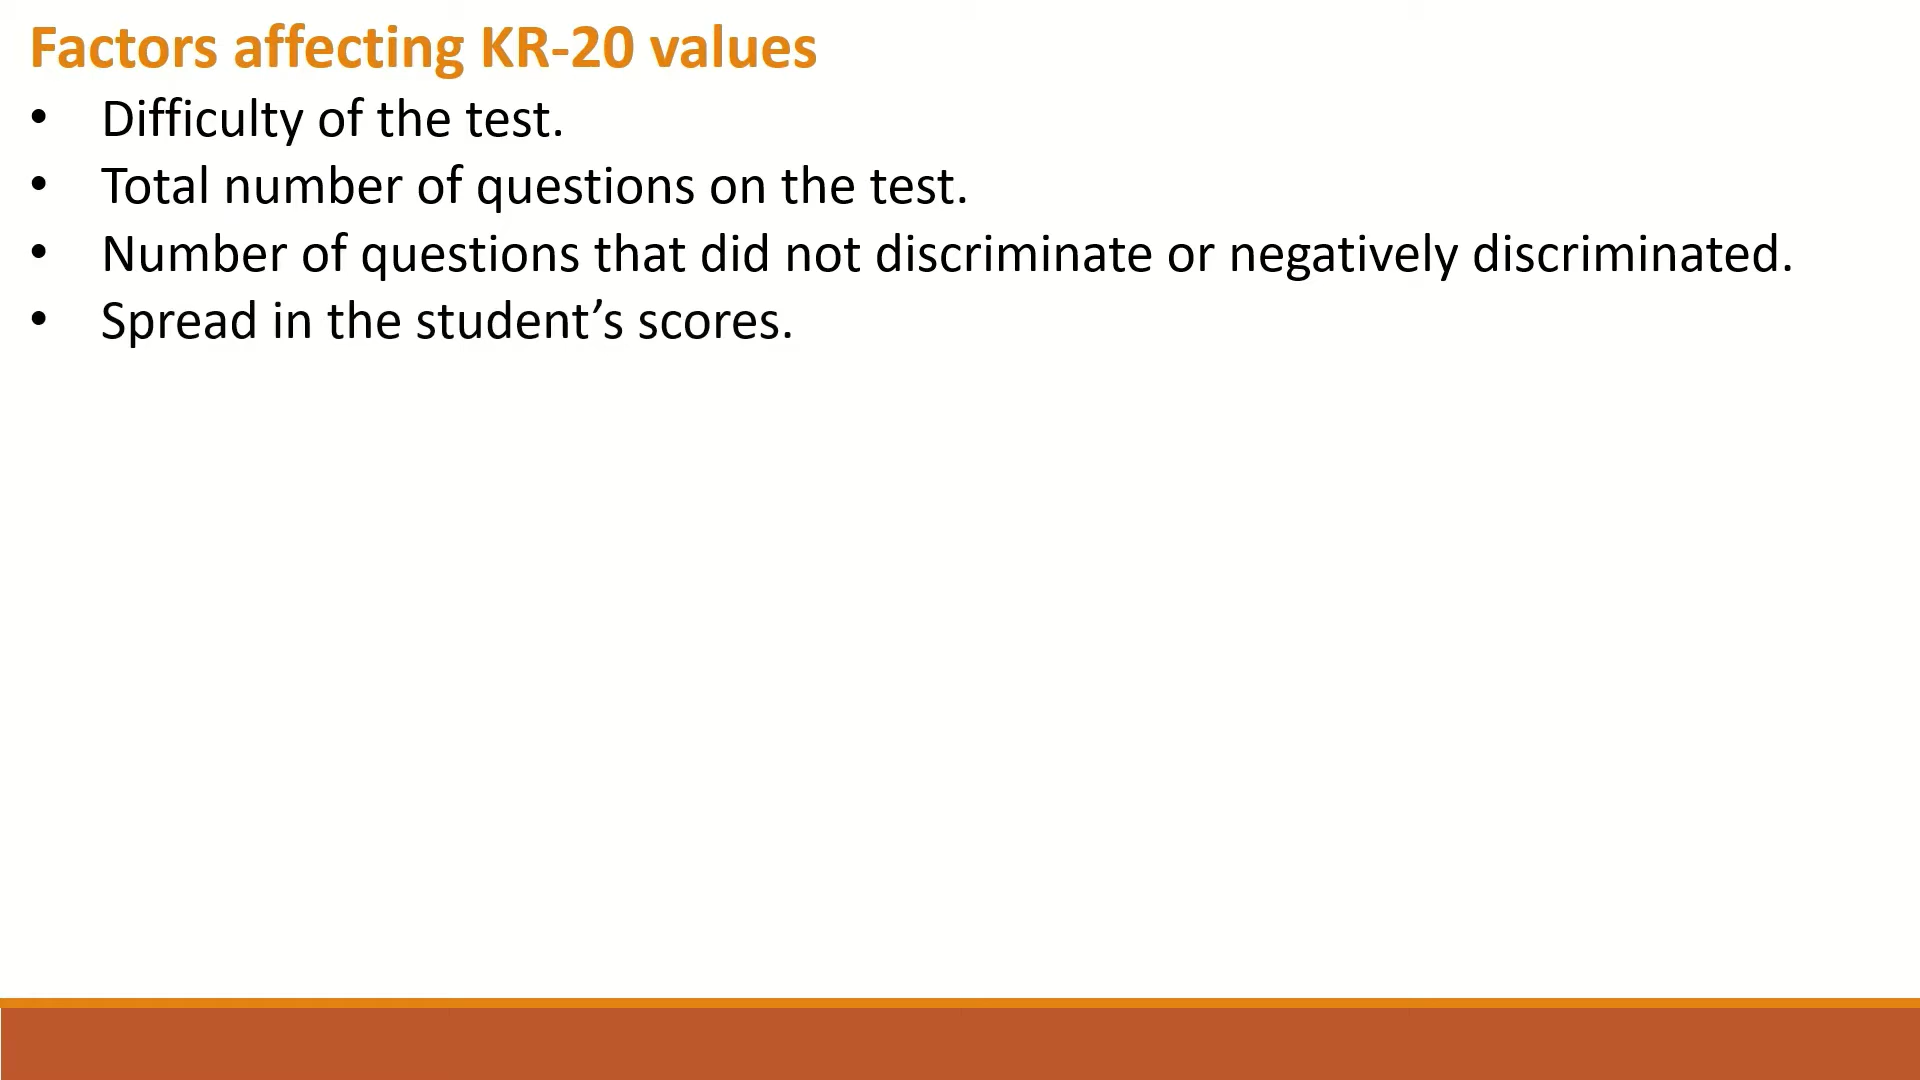 Factors affecting KR-20 values
• Difficulty of the test.
• Total number of questions on the test.
• Number of questions that did not discriminate or negatively discriminated.
• Spread in the student’s scores.